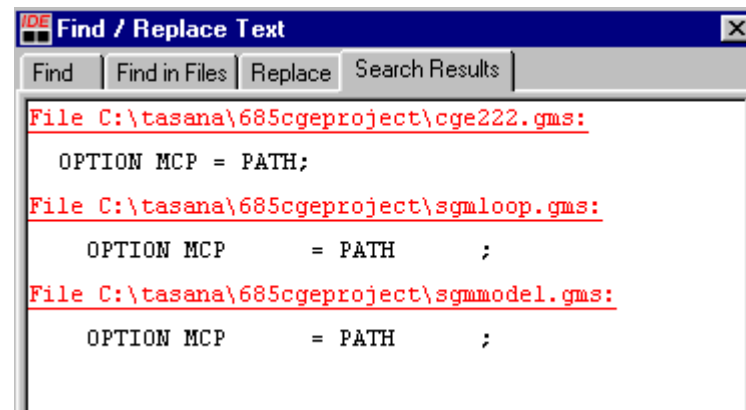 IDE Find / Replace Text
Find Find in Files Replace Search Results
File C:\tasana\685cgeproject\cge222.gms:
OPTION MCP = PATH;
File C:\tasana\685cgeproject\sgmloop.gms:
OPTION MCP = PATH ;
File C:\tasana\685cgeproject\sgmmodel.gms:
OPTION MCP = PATH ;